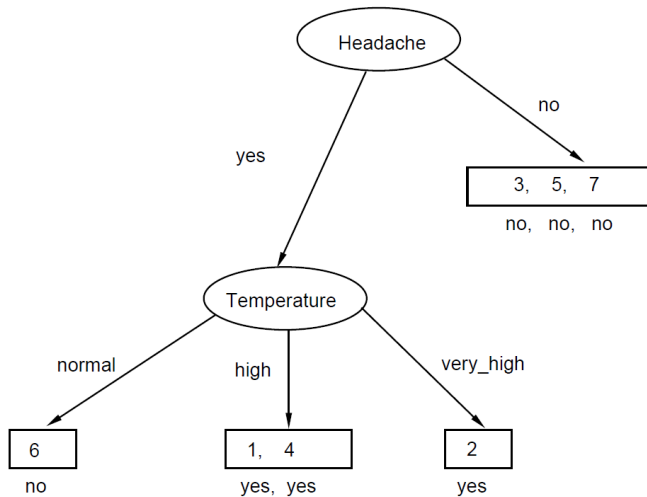 Headache
no
yes
3, 5, 7
no, no, no
Temperature
normal
high
very_high
6
1, 4
2
no
yes, yes
yes